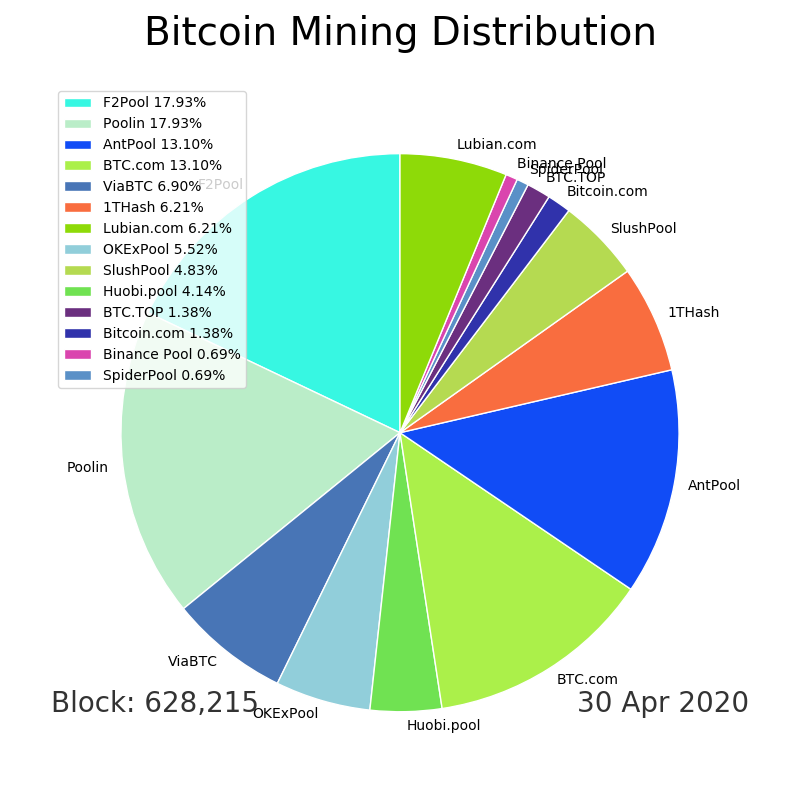 Bitcoin Mining Distribution
F2Pool 17.93%
Poolin 17.93%
AntPool 13.10%
BTC.com 13.10%
ViaBTC 6.90%
1THash 6.21%
Lubian.com 6.21%
OKExPool 5.52%
SlushPool 4.83%
Huobi.pool 4.14%
BTC.TOP 1.38%
Bitcoin.com 1.38%
Binance Pool 0.69%
SpiderPool 0.69%
F2Pool
Lubian.com
Binance Pool
SpiderPool
BTC.TOP
Bitcoin.com
SlushPool
1THash
Poolin
AntPool
ViaBTC
BTC.com
OKExPool
Huobi.pool
Block: 628,215
30 Apr 2020